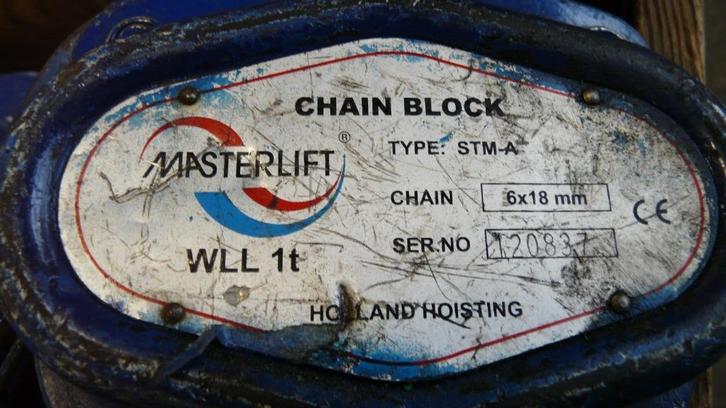 CHAIN BLOCK
MASTERLIFT ®
TYPE: STM-A
CHAIN 6x18 mm
SER.NO 120837
CE
WLL 1t
HOLLAND HOISTING